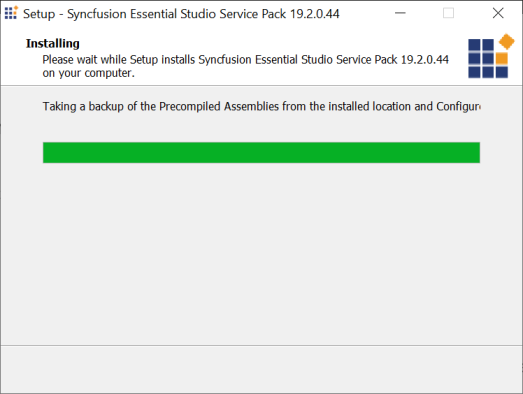 Setup - Syncfusion Essential Studio Service Pack 19.2.0.44
Installing
Please wait while Setup installs Syncfusion Essential Studio Service Pack 19.2.0.44
on your computer.
Taking a backup of the Precompiled Assemblies from the installed location and Configure